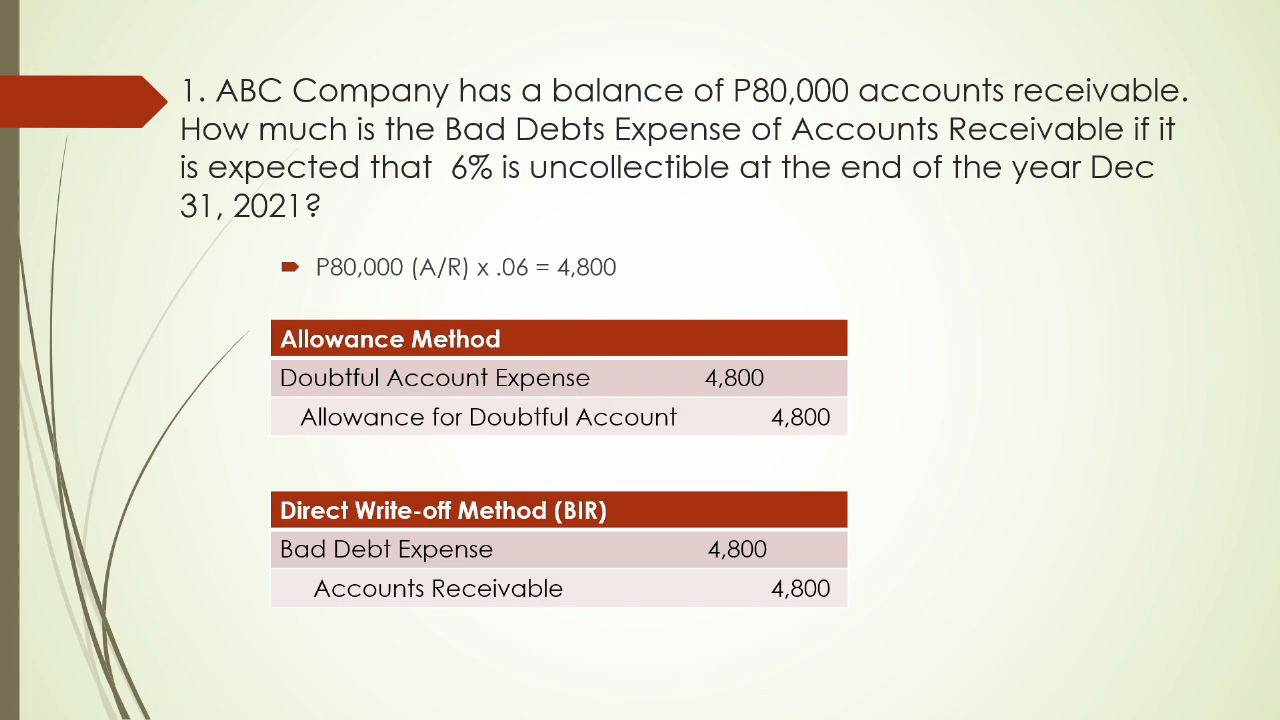 1. ABC Company has a balance of P80,000 accounts receivable.
How much is the Bad Debts Expense of Accounts Receivable if it
is expected that 6% is uncollectible at the end of the year Dec
31, 2021?
P80,000 (A/R) x .06 = 4,800
Allowance Method
Doubtful Account Expense 4,800
Allowance for Doubtful Account 4,800
Direct Write-off Method (BIR)
Bad Debt Expense 4,800
Accounts Receivable 4,800